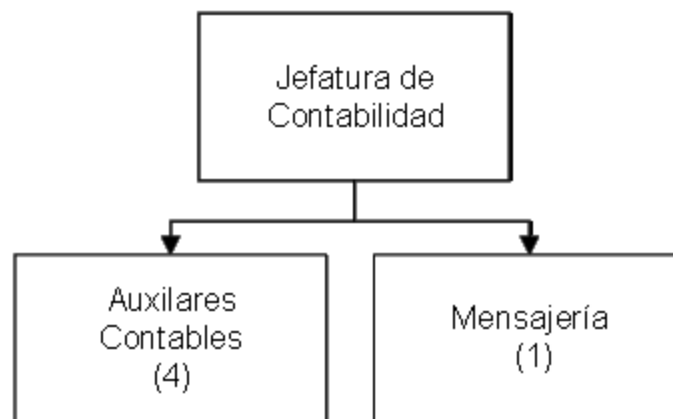 Jefatura de
Contabilidad
Auxilares
Contables
(4)
Mensajería
(1)